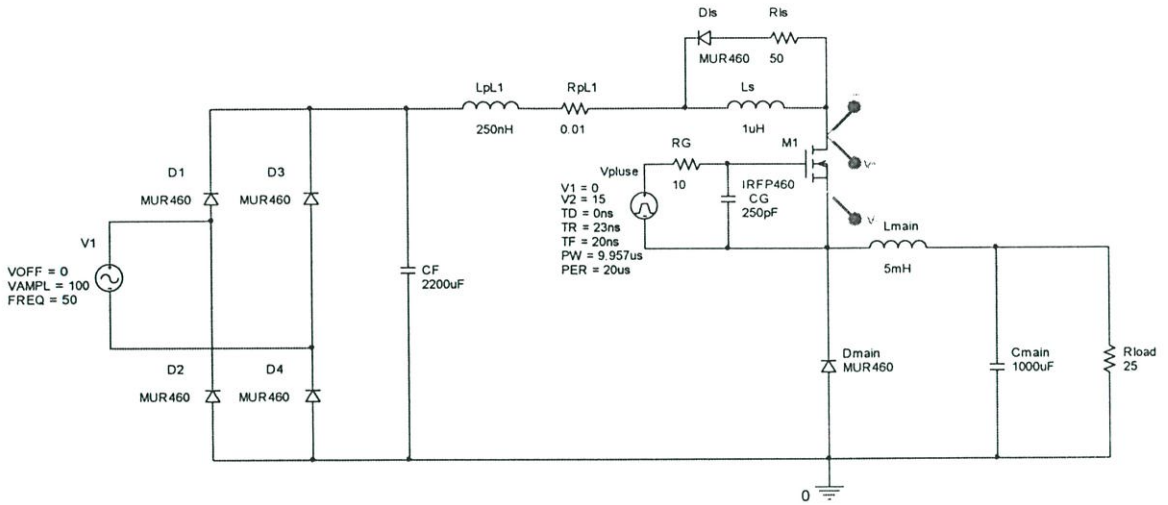 Dls
Rls
MUR460
50
LpL1
RpL1
Ls
250nH
0.01
1uH
D1
D3
MUR460
MUR460
RG
M1
Vpluse
10
IRFP460
CG
250pF
V1 = 0
V2 = 15
TD = 0ns
TR = 23ns
TF = 20ns
PW = 9.957us
PER = 20us
V
Lmain
5mH
V1
VOFF = 0
VAMPL = 100
FREQ = 50
CF
2200uF
D2
D4
MUR460
MUR460
Dmain
MUR460
Cmain
1000uF
Rload
25
0